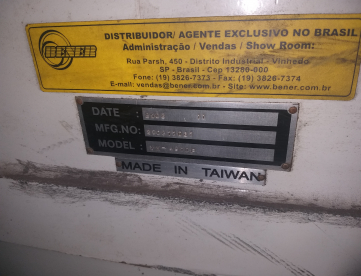 BENER
DISTRIBUIDOR/ AGENTE EXCLUSIVO NO BRASIL
Administração / Vendas / Show Room:
Rua Parsh, 450 - Distrito Industrial - Vinhedo
SP - Brasil - Cep 13280-000
Fone: (19) 3826-7373 - Fax: (19) 3826-7374
E-mail: vendas@bener.com.br - Site: www.bener.com.br
DATE :
MFG.NO:
MODEL :
MADE IN TAIWAN